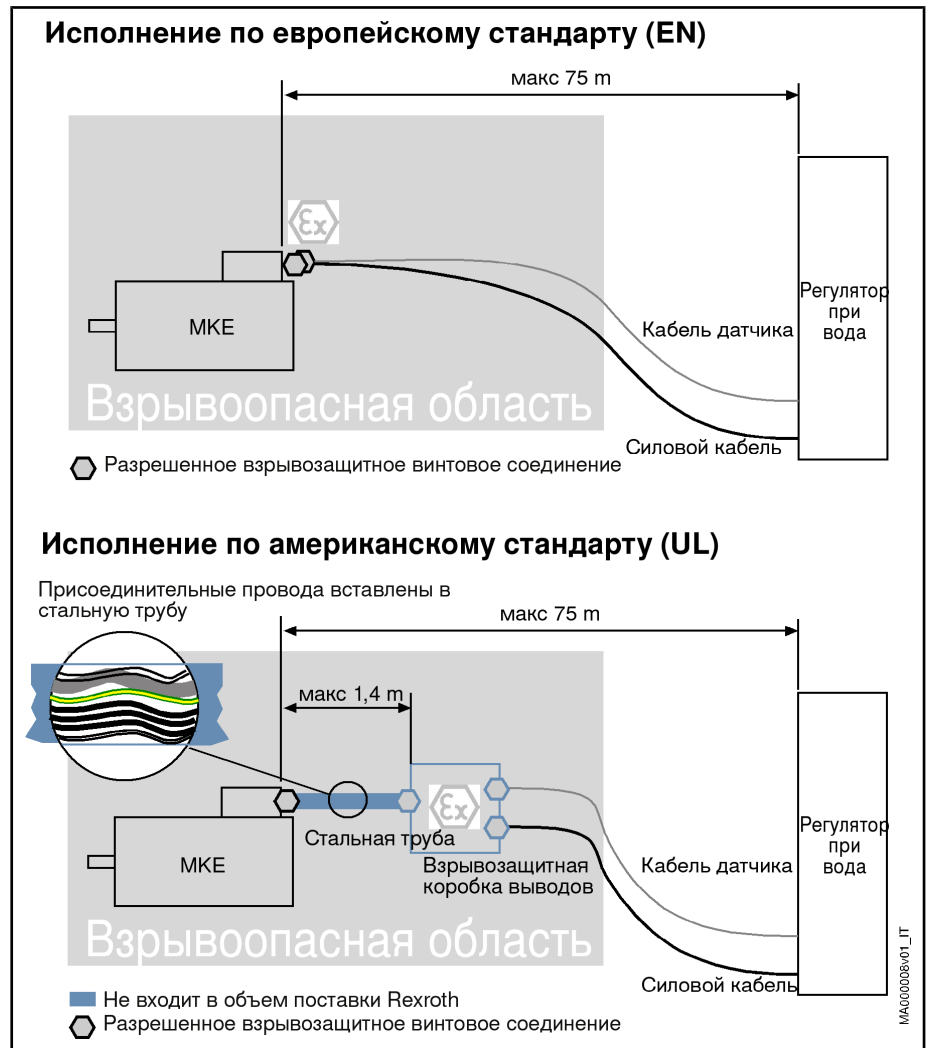 Исполнение по европейскому стандарту (EN)
макс 75 m
Ex
MKE
Регулятор
при
вода
Кабель датчика
Взрывоопасная область
Силовой кабель
Разрешенное взрывозащитное винтовое соединение
Исполнение по американскому стандарту (UL)
Присоединительные провода вставлены в
стальную трубу
макс 75 m
макс 1,4 m
Ex
Стальная труба
MKE
Взрывозащитная
коробка выводов
Регулятор
при
вода
Кабель датчика
Взрывоопасная область
Силовой кабель
Не входит в объем поставки Rexroth
Разрешенное взрывозащитное винтовое соединение
MA000008v01_IT